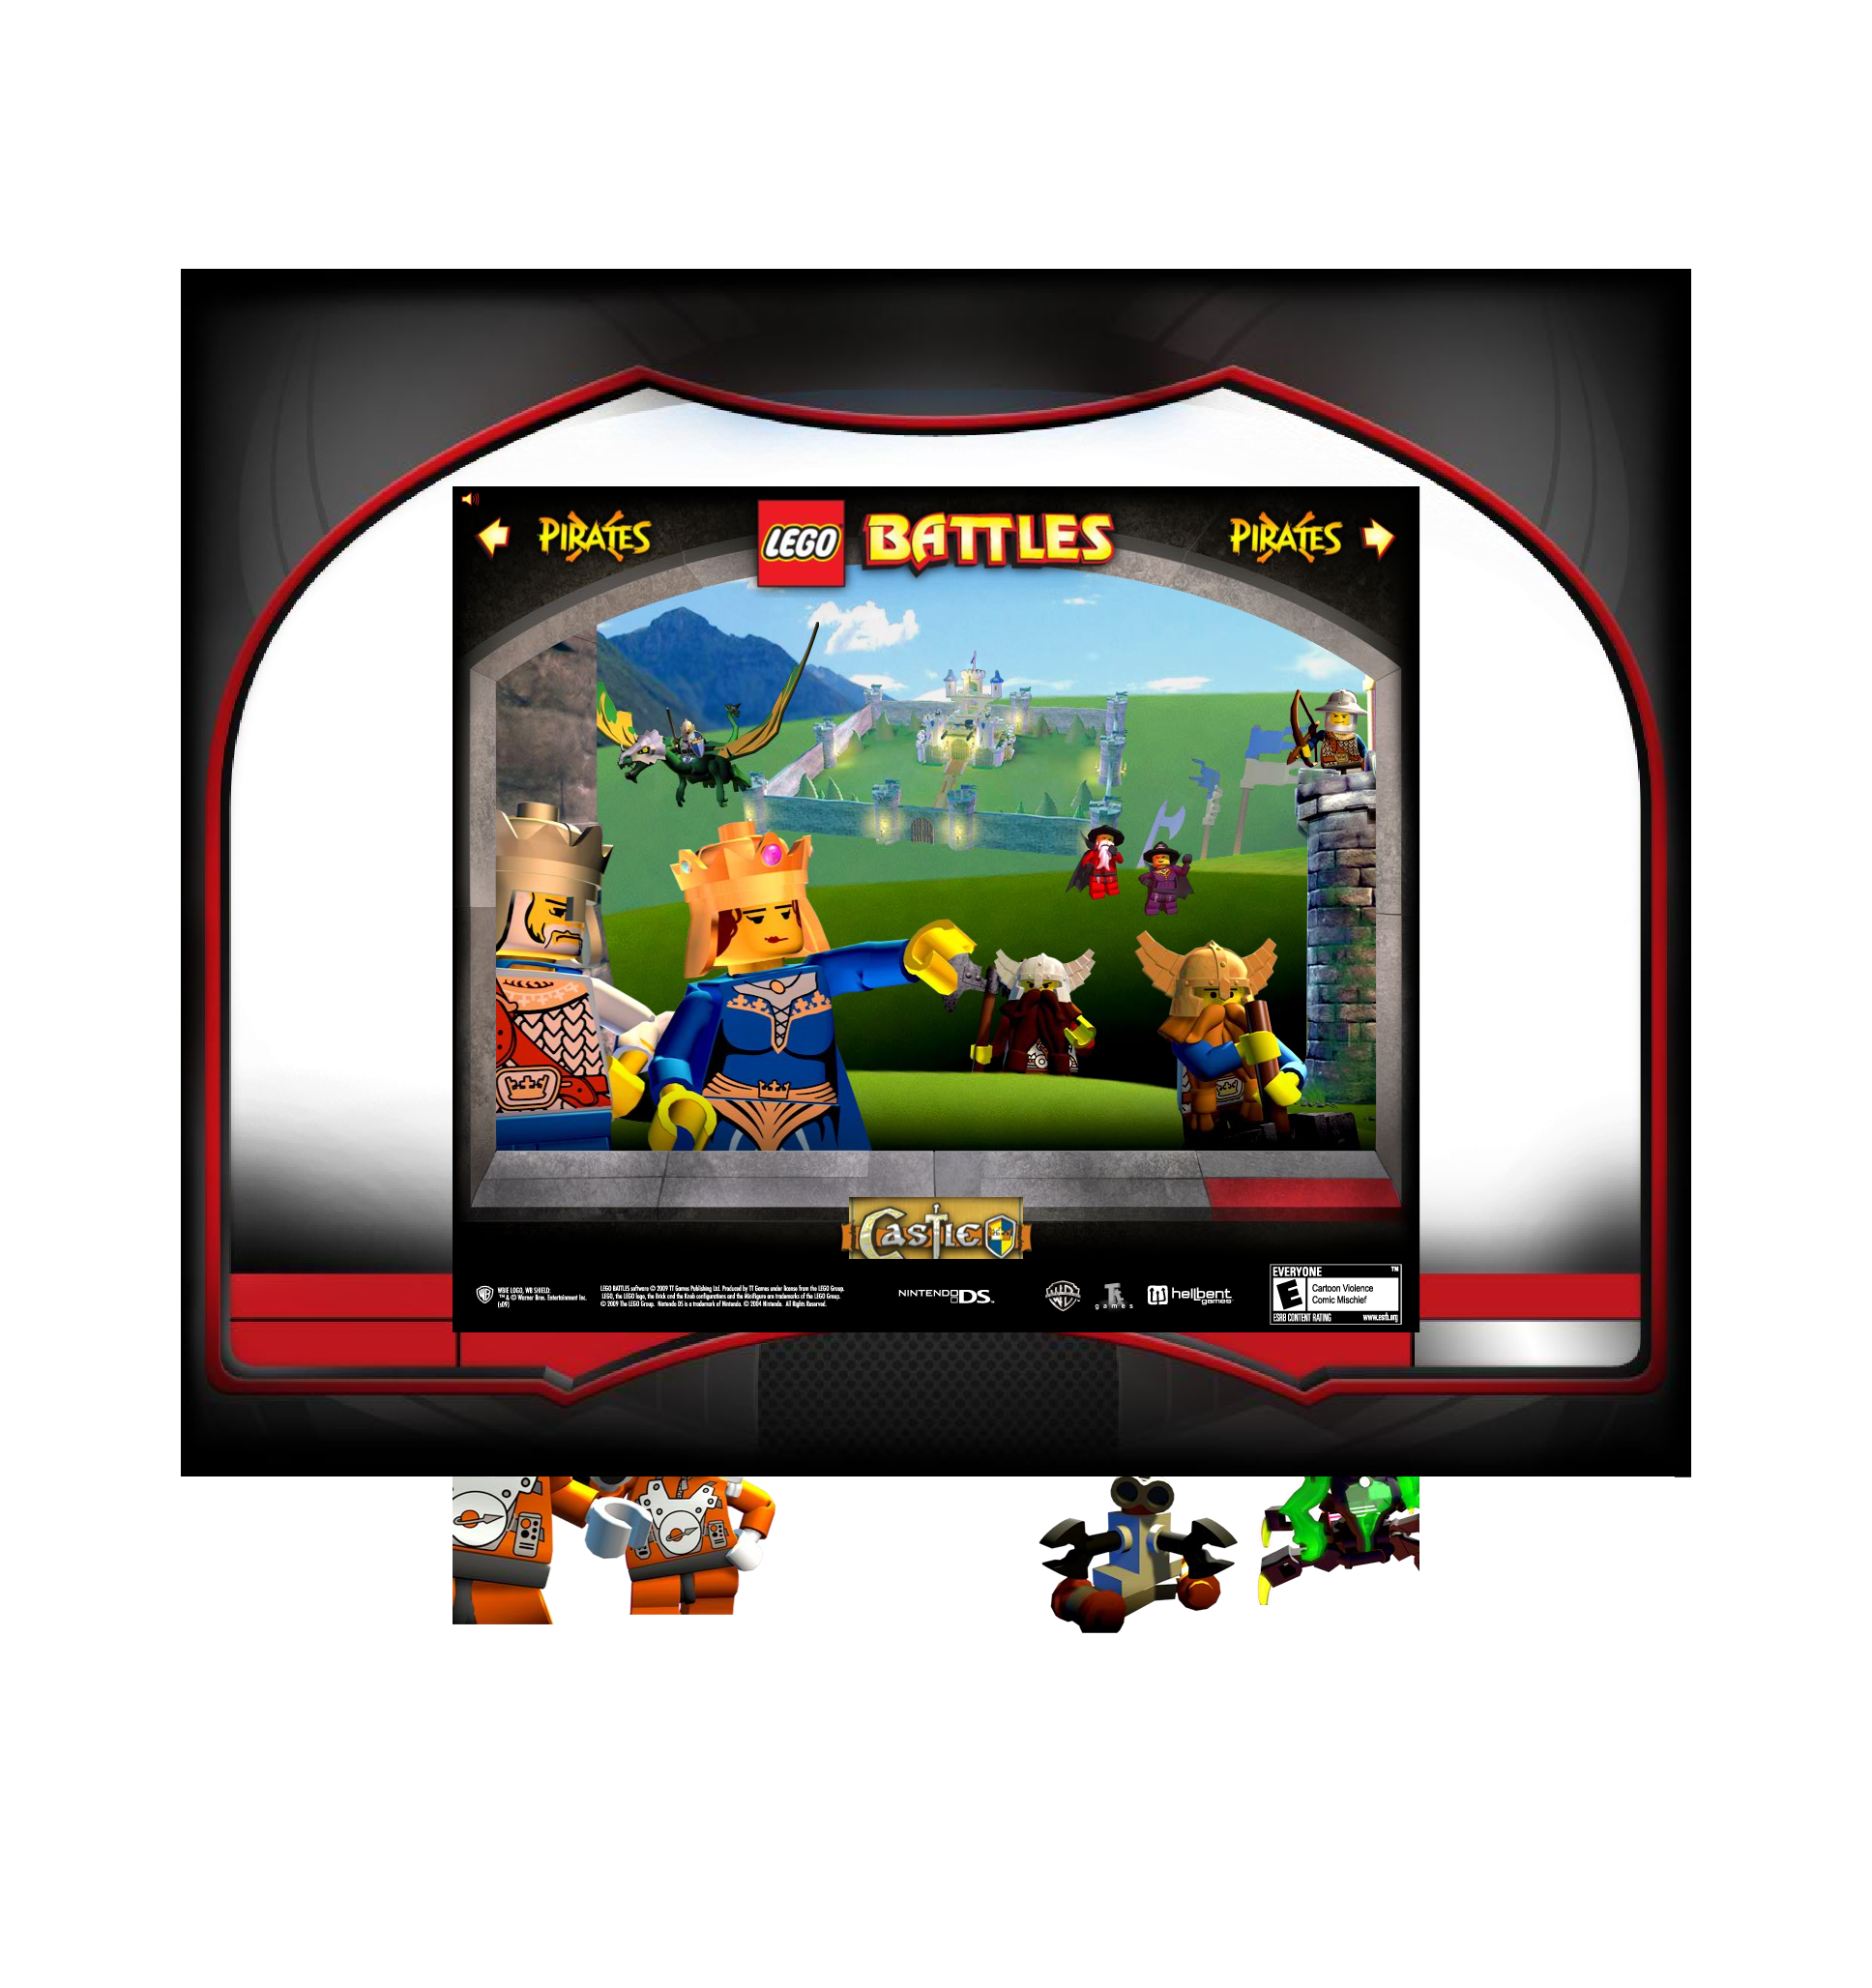 PIRATES
LEGO BATTLES
PIRATES
Castle
WBIE LOGO, WB SHIELD:
™ & © Warner Bros. Entertainment Inc.
(s09)
LEGO BATTLES software © 2009 TT Games Publishing Ltd. Produced by TT Games under license from the LEGO Group.
LEGO, the LEGO logo, the Brick and the Knob configurations and the Minifigure are trademarks of the LEGO Group.
© 2009 The LEGO Group. Nintendo DS is a trademark of Nintendo. © 2004 Nintendo. All Rights Reserved.
NINTENDO DS™
WB
games
hellbent
games
EVERYONE ™
E
Cartoon Violence
Comic Mischief
ESRB CONTENT RATING www.esrb.org